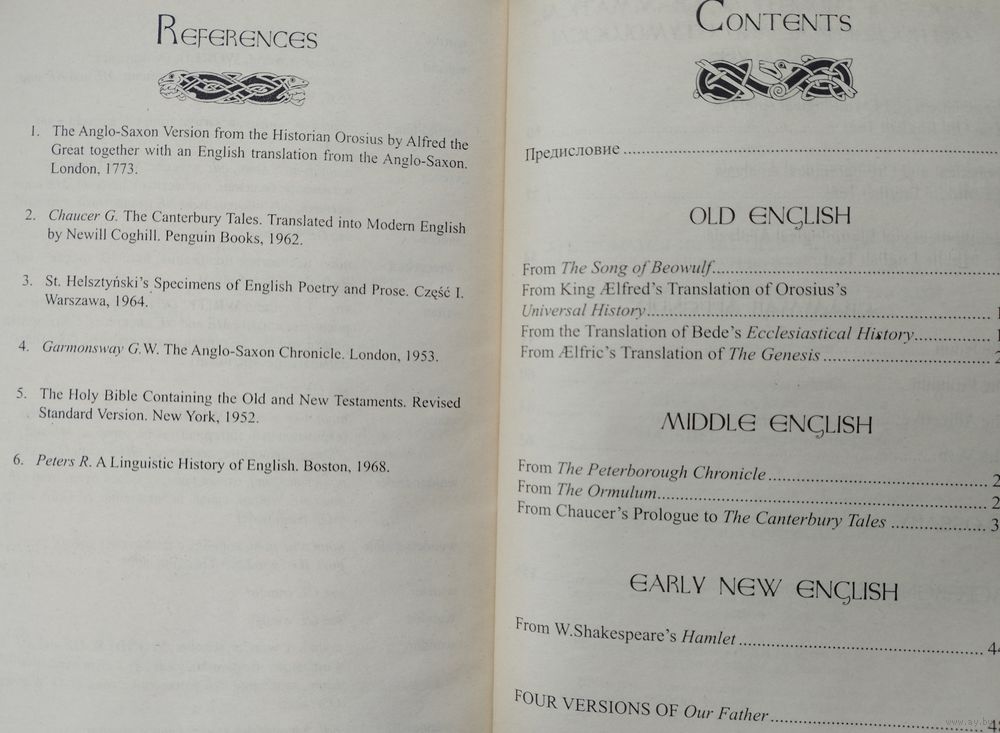 REFERENCES
1. The Anglo-Saxon Version from the Historian Orosius by Alfred the
Great together with an English translation from the Anglo-Saxon.
London, 1773.
2. Chaucer G. The Canterbury Tales. Translated into Modern English
by Newill Coghill. Penguin Books, 1962.
3. St. Helsztyński's Specimens of English Poetry and Prose. Część I.
Warszawa, 1964.
4. Garmonsway G.W. The Anglo-Saxon Chronicle. London, 1953.
5. The Holy Bible Containing the Old and New Testaments. Revised
Standard Version. New York, 1952.
6. Peters R. A Linguistic History of English. Boston, 1968.
CONTENTS
Предисловие
OLD ENGLISH
From The Song of Beowulf
From King Ælfred's Translation of Orosius's
Universal History
From the Translation of Bede's Ecclesiastical History
From Ælfric's Translation of The Genesis
MIDDLE ENGLISH
From The Peterborough Chronicle
From The Ormulum
From Chaucer's Prologue to The Canterbury Tales
EARLY NEW ENGLISH
From W.Shakespeare's Hamlet
FOUR VERSIONS OF Our Father
www.ay.by